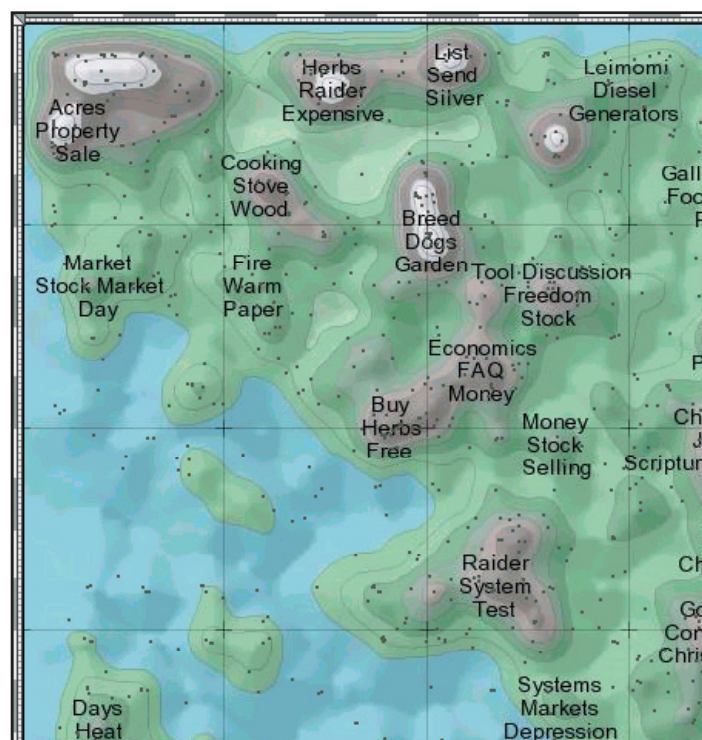 Acres
Property
Sale
Herbs
Raider
Expensive
List
Send
Silver
Leimomi
Diesel
Generators
Cooking
Stove
Wood
Breed
Dogs
Garden
Market
Stock Market
Day
Fire
Warm
Paper
Tool Discussion
Freedom
Stock
Economics
FAQ
Money
Buy
Herbs
Free
Money
Stock
Selling
Raider
System
Test
Systems
Markets
Depression
Days
Heat